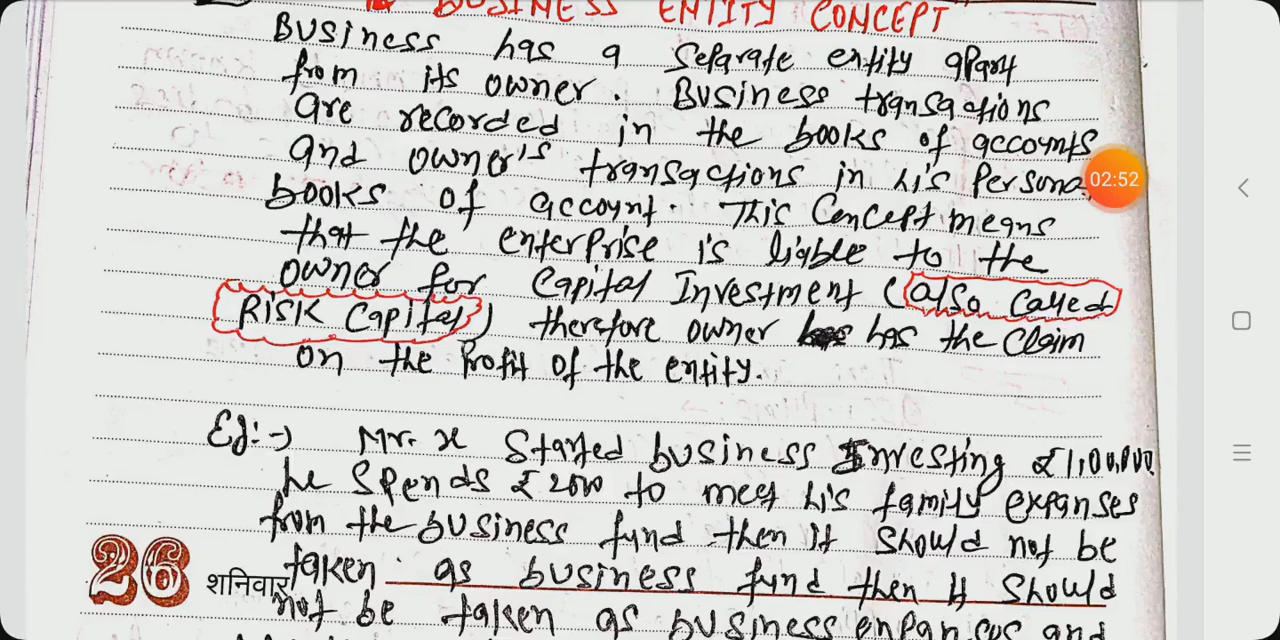 BUSINESS ENTITY CONCEPT
Business has a separate entity apart
from its owner. Business transactions
are recorded in the books of accounts
and owner's transactions in his Persona
books of account. This Concept means
that the enterprise is liable to the
owner for Capital Investment (also called
Risk Capital) therefore owner has the claim
on the Profit of the entity.
Eg:-) Mr. x Started business Investing ₹1,00,000
he spends ₹2000 to meet his family expanses
from the business fund then it should not be
taken as business fund then it should
not be taken as business expanses and
26
शनिवार
02:52